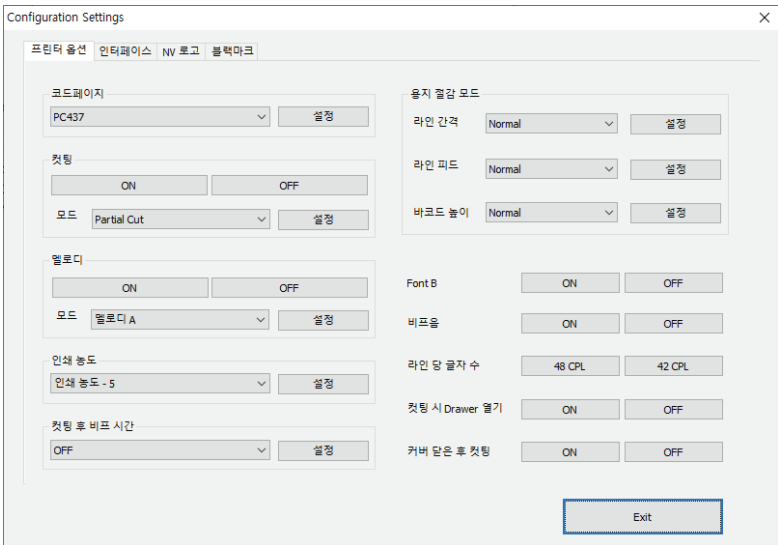 Configuration Settings
프린터 옵션 인터페이스 NV 로고 블랙마크
코드페이지
PC437 설정
컷팅
ON OFF
모드 Partial Cut 설정
멜로디
ON OFF
모드 멜로디 A 설정
인쇄 농도
인쇄 농도 - 5 설정
컷팅 후 비프 시간
OFF 설정
용지 절감 모드
라인 간격 Normal 설정
라인 피드 Normal 설정
바코드 높이 Normal 설정
Font B ON OFF
비프음 ON OFF
라인 당 글자 수 48 CPL 42 CPL
컷팅 시 Drawer 열기 ON OFF
커버 닫은 후 컷팅 ON OFF
Exit